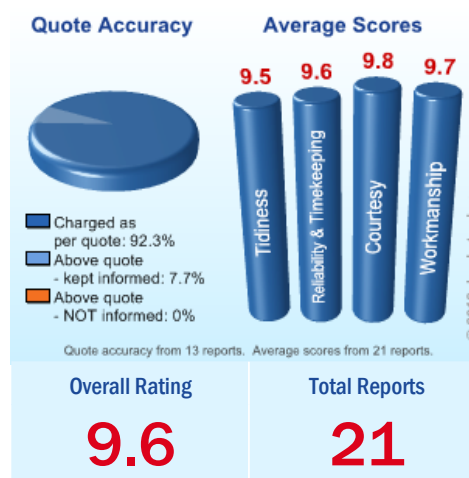 Quote Accuracy
Average Scores
9.5
9.6
9.8
9.7
Tidiness
Reliability & Timekeeping
Courtesy
Workmanship
Charged as
per quote: 92.3%
Above quote
- kept informed: 7.7%
Above quote
- NOT informed: 0%
Quote accuracy from 13 reports. Average scores from 21 reports.
Overall Rating
Total Reports
9.6
21